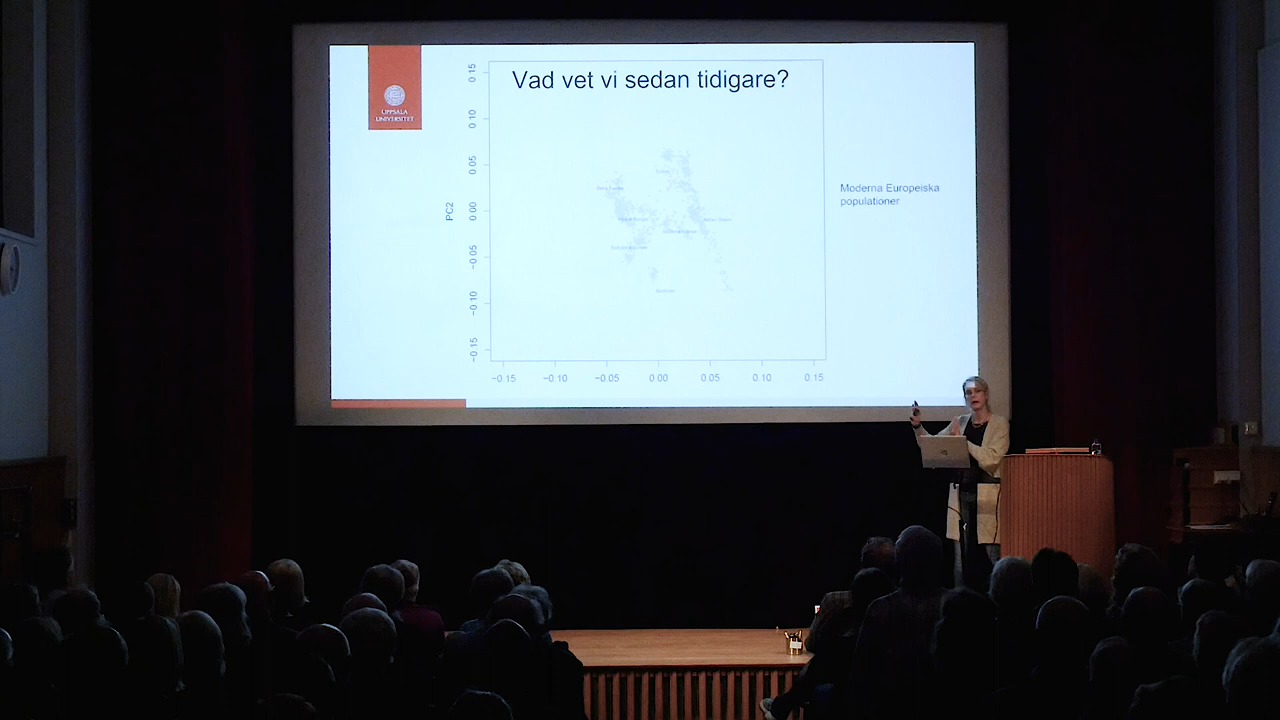 Vad vet vi sedan tidigare?
UPPSALA
UNIVERSITET
Moderna Europeiska
populationer
PC2
0.15
0.10
0.05
0.00
−0.05
−0.10
−0.15
−0.15
−0.10
−0.05
0.00
0.05
0.10
0.15